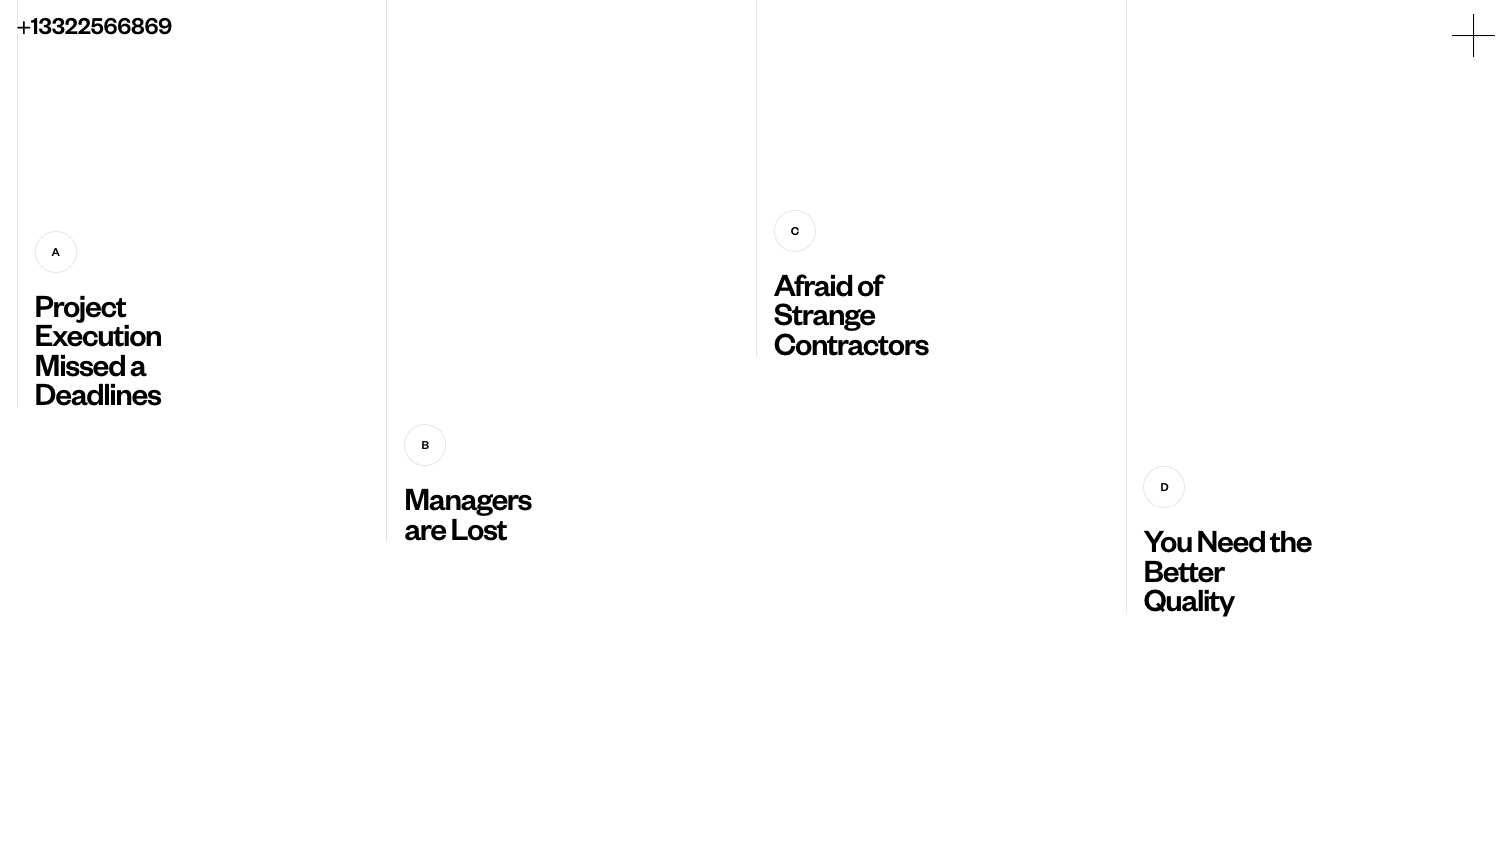 +13322566869
A
Project
Execution
Missed a
Deadlines
B
Managers
are Lost
C
Afraid of
Strange
Contractors
D
You Need the
Better
Quality